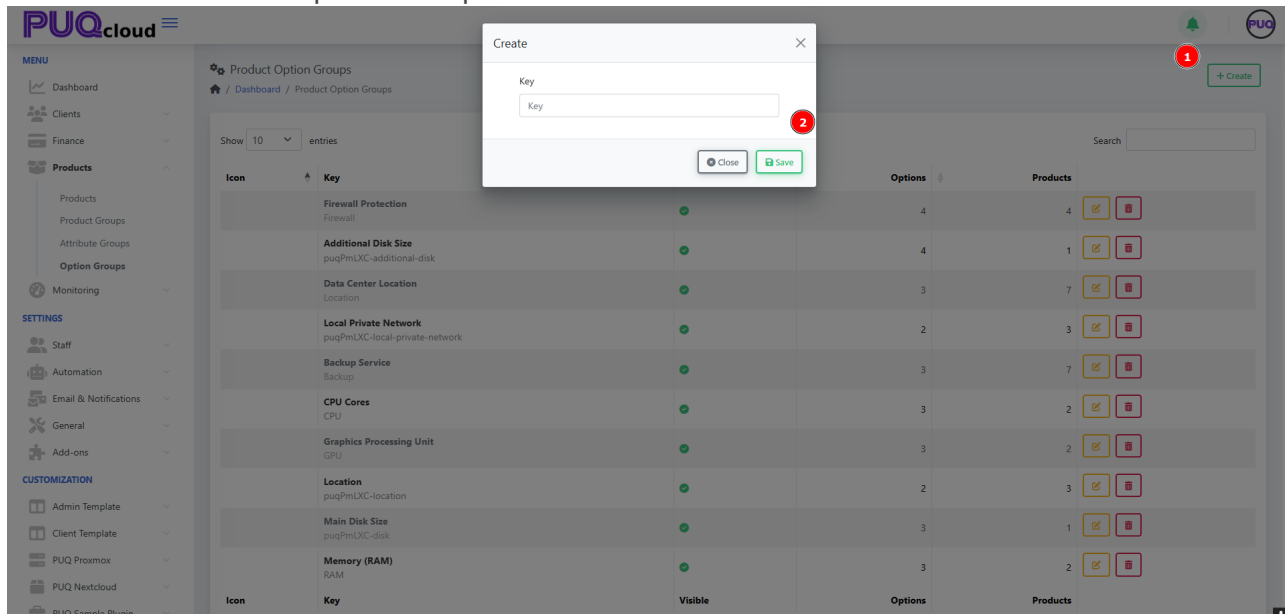 PUQcloud
PUQ
Create
Key
Key
Close
Save
1
2
MENU
Dashboard
Clients
Finance
Products
Products
Product Groups
Attribute Groups
Option Groups
Monitoring
SETTINGS
Staff
Automation
Email & Notifications
General
Add-ons
CUSTOMIZATION
Admin Template
Client Template
PUQ Proxmox
PUQ Nextcloud
PUQ Sample Plugin
Product Option Groups
/ Dashboard / Product Option Groups
+ Create
Show 10 entries
Search
Icon Key Options Products
Firewall Protection 4 4
Firewall
Additional Disk Size 4 1
puqPmLXC-additional-disk
Data Center Location 3 7
Location
Local Private Network 2 3
puqPmLXC-local-private-network
Backup Service 3 7
Backup
CPU Cores 3 2
CPU
Graphics Processing Unit 3 2
GPU
Location 2 3
puqPmLXC-location
Main Disk Size 3 1
puqPmLXC-disk
Memory (RAM) 3 2
RAM
Icon Key Visible Options Products